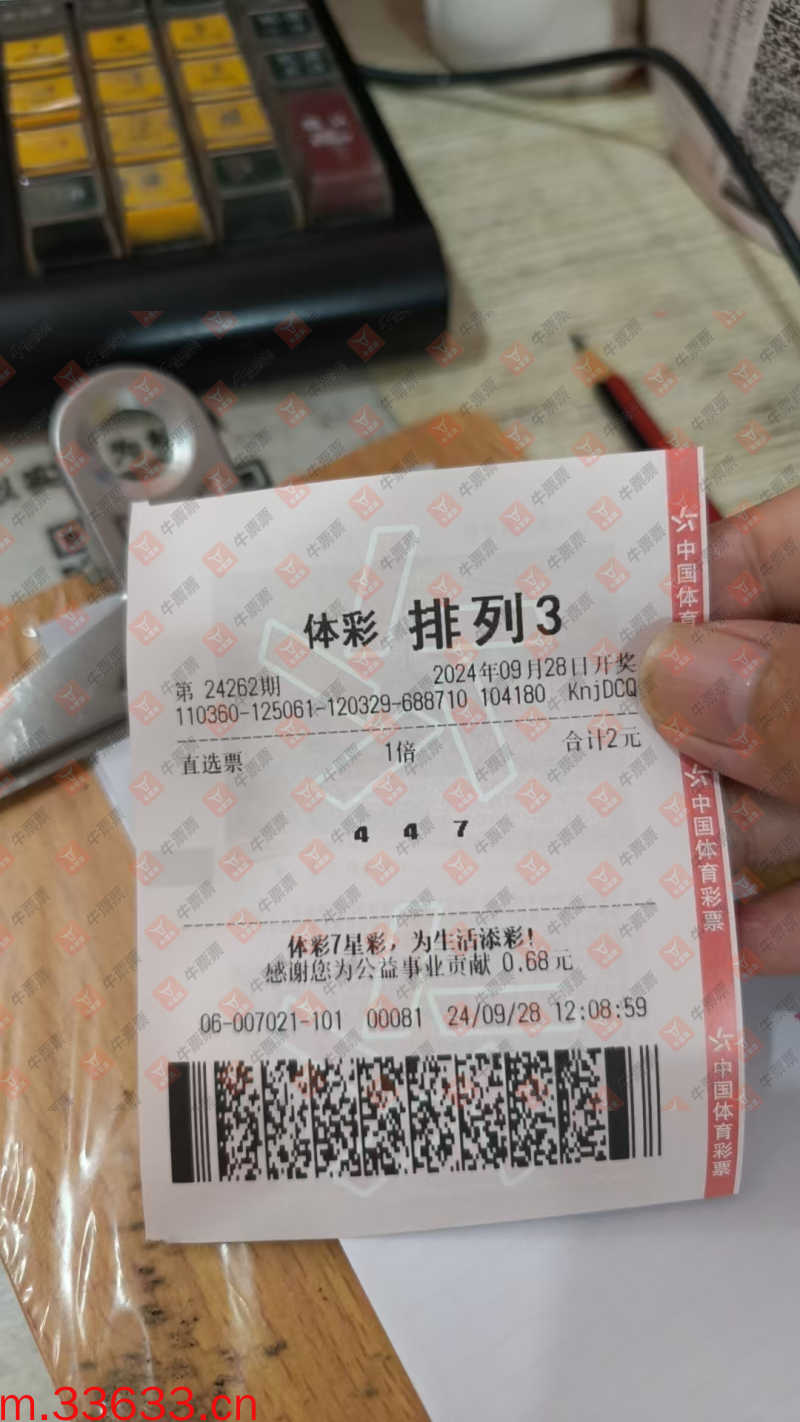 体彩 排列3
第 24262期 2024年09月28日开奖
110360-125061-120329-688710 104180 KnjDCQ
直选票 1倍 合计2元
4 4 7
体彩7星彩，为生活添彩！
感谢您为公益事业贡献 0.68元
06-007021-101 00081 24/09/28 12:08:59
中国体育
中国体育彩票
中国体育彩票
牛票票
m.33633.cn